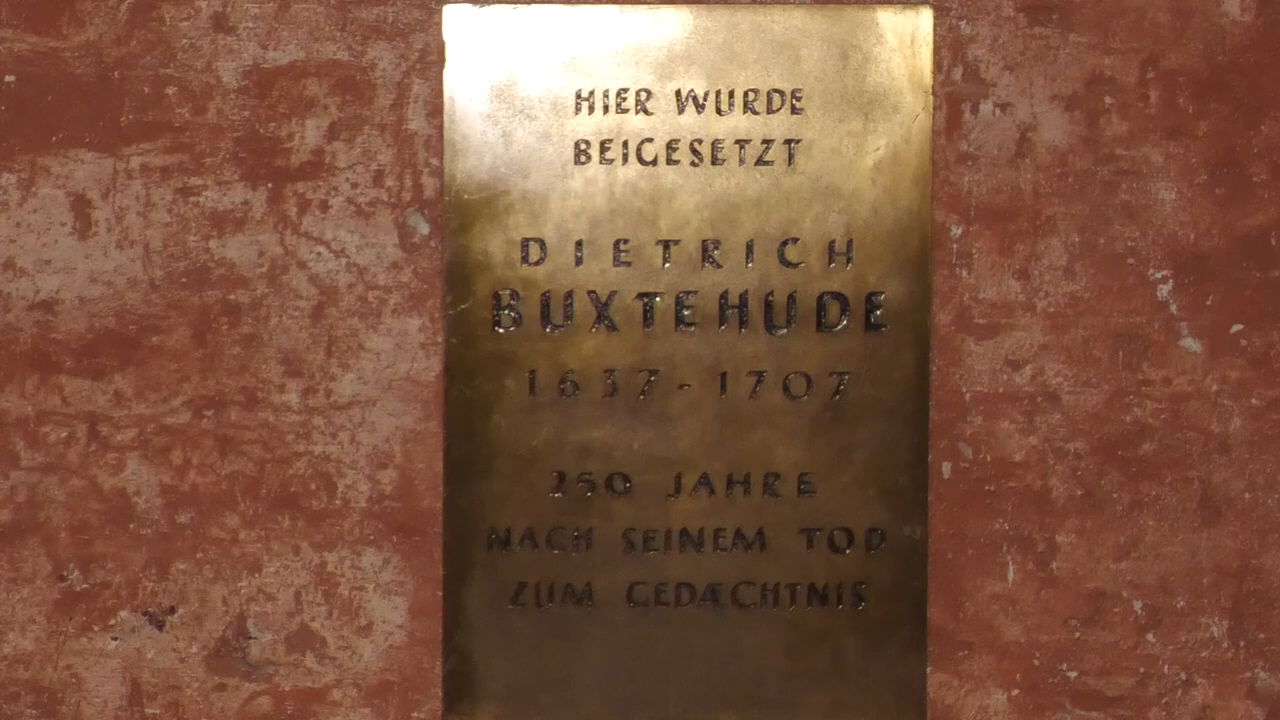 HIER WURDE
BEIGESETZT
DIETRICH
BUXTEHUDE
1637-1707
250 JAHRE
NACH SEINEM TOD
ZUM GEDÆCHTNIS